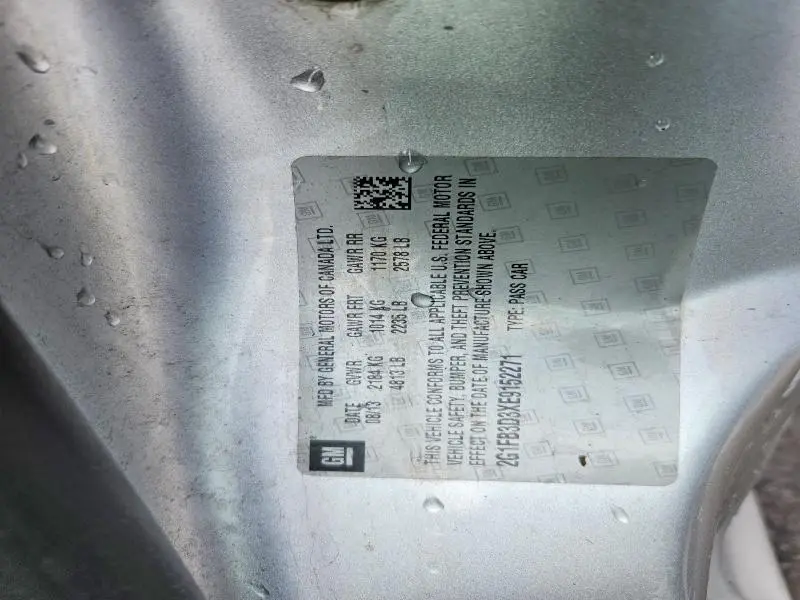 GM
MFD BY GENERAL MOTORS OF CANADA LTD.
DATE GVWR GAWR FRT GAWR RR
08/13 2184 KG 1014 KG 1170 KG
4813 LB 2235 LB 2578 LB
THIS VEHICLE CONFORMS TO ALL APPLICABLE U.S. FEDERAL MOTOR
VEHICLE SAFETY, BUMPER, AND THEFT PREVENTION STANDARDS IN
EFFECT ON THE DATE OF MANUFACTURE SHOWN ABOVE.
2G1FB3D3XE9152271 TYPE: PASS CAR